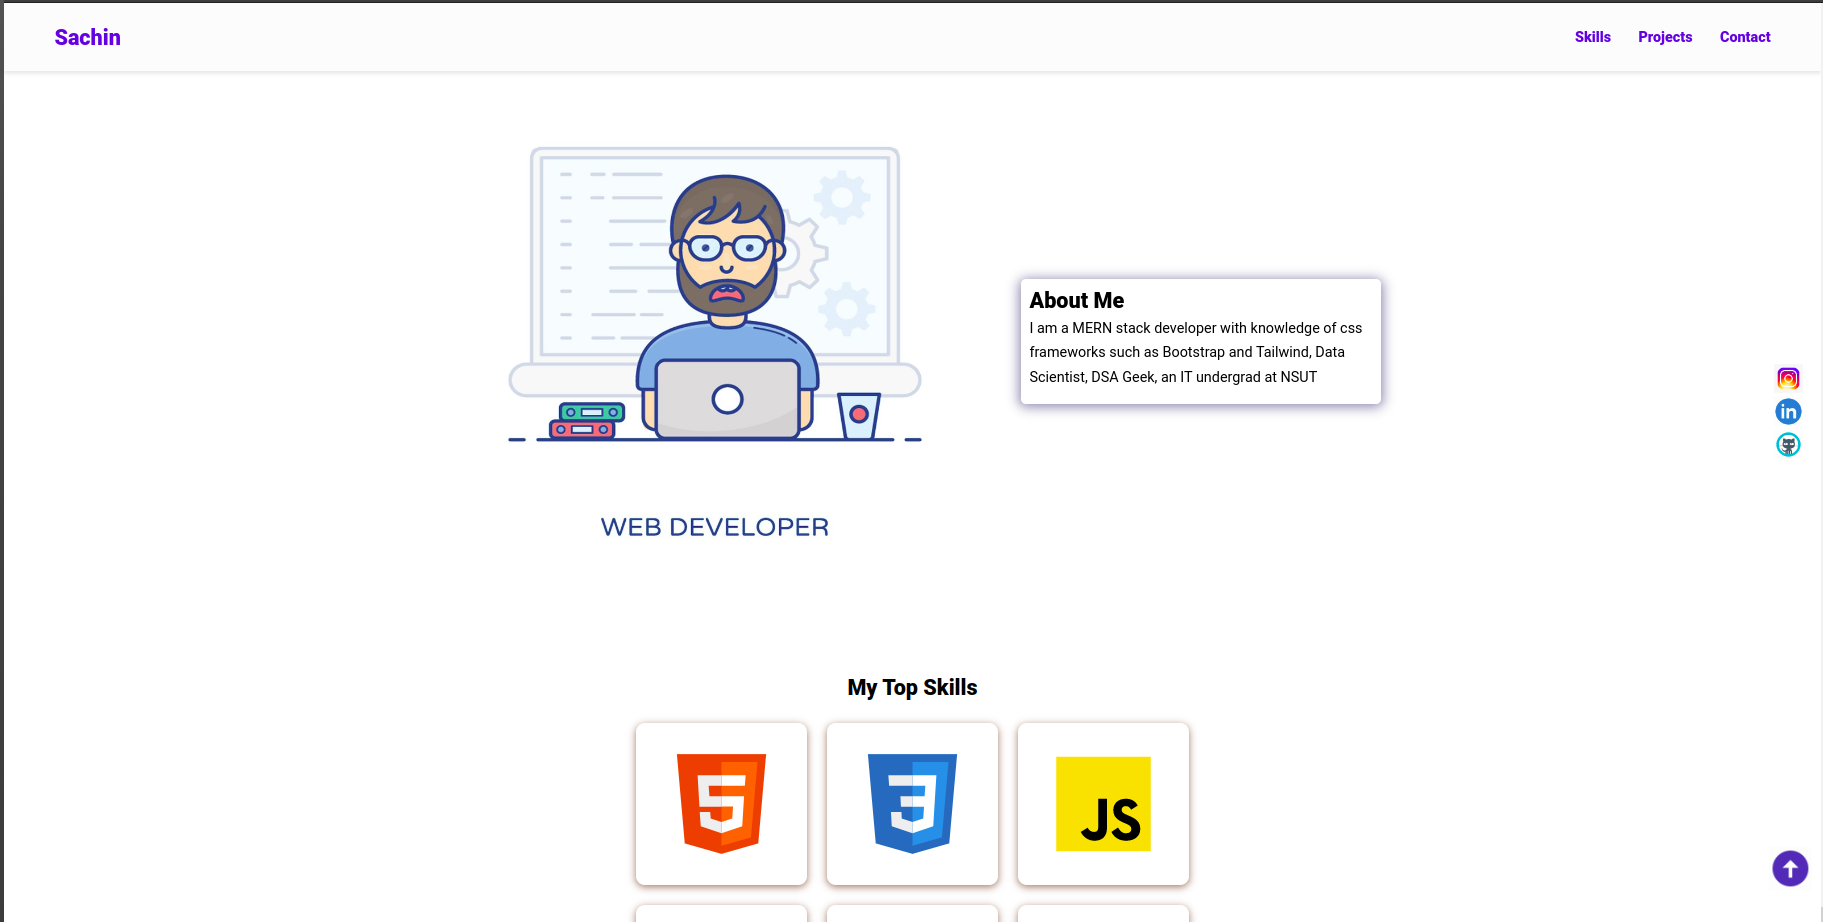 Sachin
Skills
Projects
Contact
WEB DEVELOPER
About Me
I am a MERN stack developer with knowledge of css
frameworks such as Bootstrap and Tailwind, Data
Scientist, DSA Geek, an IT undergrad at NSUT
in
My Top Skills
5
3
JS